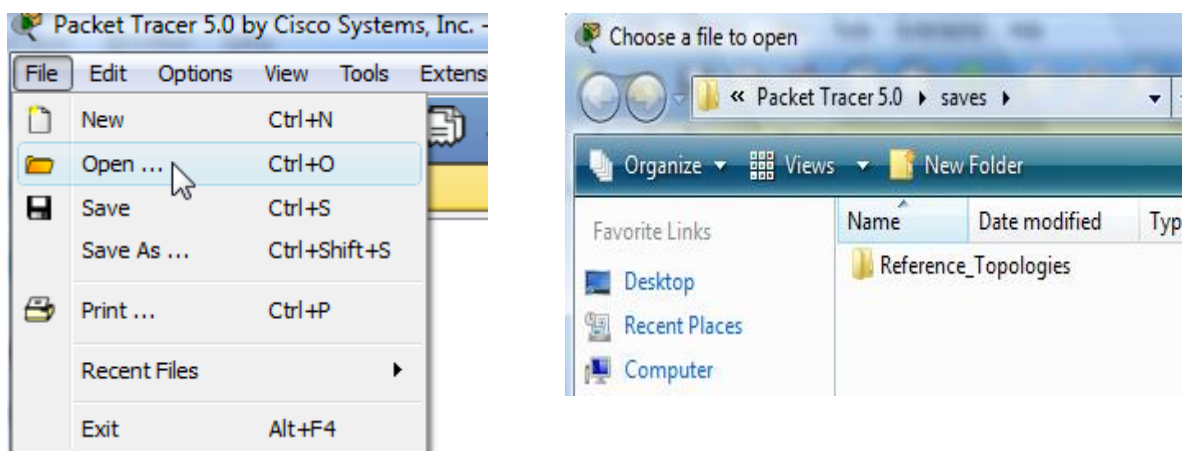 Packet Tracer 5.0 by Cisco Systems, Inc. -
File Edit Options View Tools Extens
New Ctrl+N
Open ... Ctrl+O
Save Ctrl+S
Save As ... Ctrl+Shift+S
Print ... Ctrl+P
Recent Files
Exit Alt+F4
Choose a file to open
« Packet Tracer 5.0 saves
Organize Views New Folder
Favorite Links
Name Date modified Typ
Desktop
Reference_Topologies
Recent Places
Computer